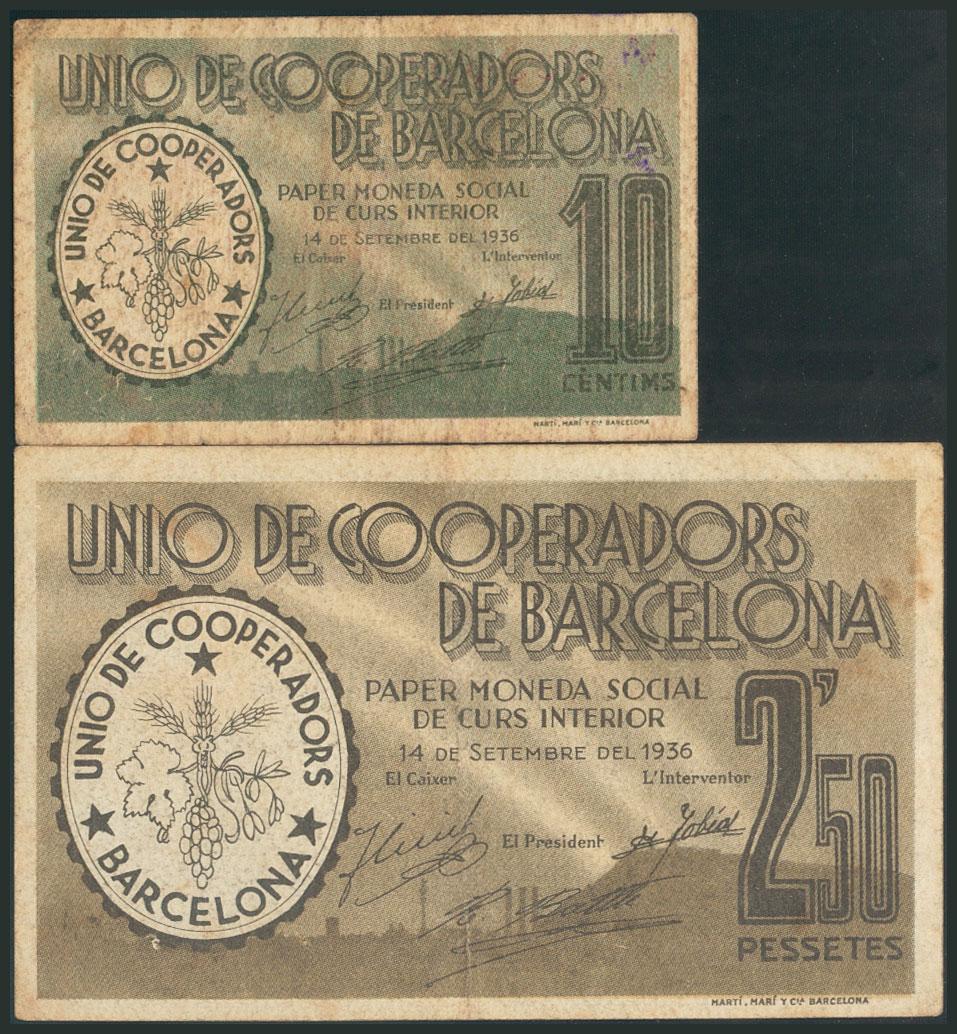 UNIO DE COOPERADORS
DE BARCELONA
UNIO DE COOPERADORS
BARCELONA
PAPER MONEDA SOCIAL
DE CURS INTERIOR
14 DE SETEMBRE DEL 1936
El Caixer L'Interventor
El President
10
CÈNTIMS
MARTÍ, MARÍ Y Cía BARCELONA
UNIO DE COOPERADORS
DE BARCELONA
UNIO DE COOPERADORS
BARCELONA
PAPER MONEDA SOCIAL
DE CURS INTERIOR
14 DE SETEMBRE DEL 1936
El Caixer L'Interventor
El President
2'50
PESSETES
MARTÍ, MARÍ Y Cía BARCELONA